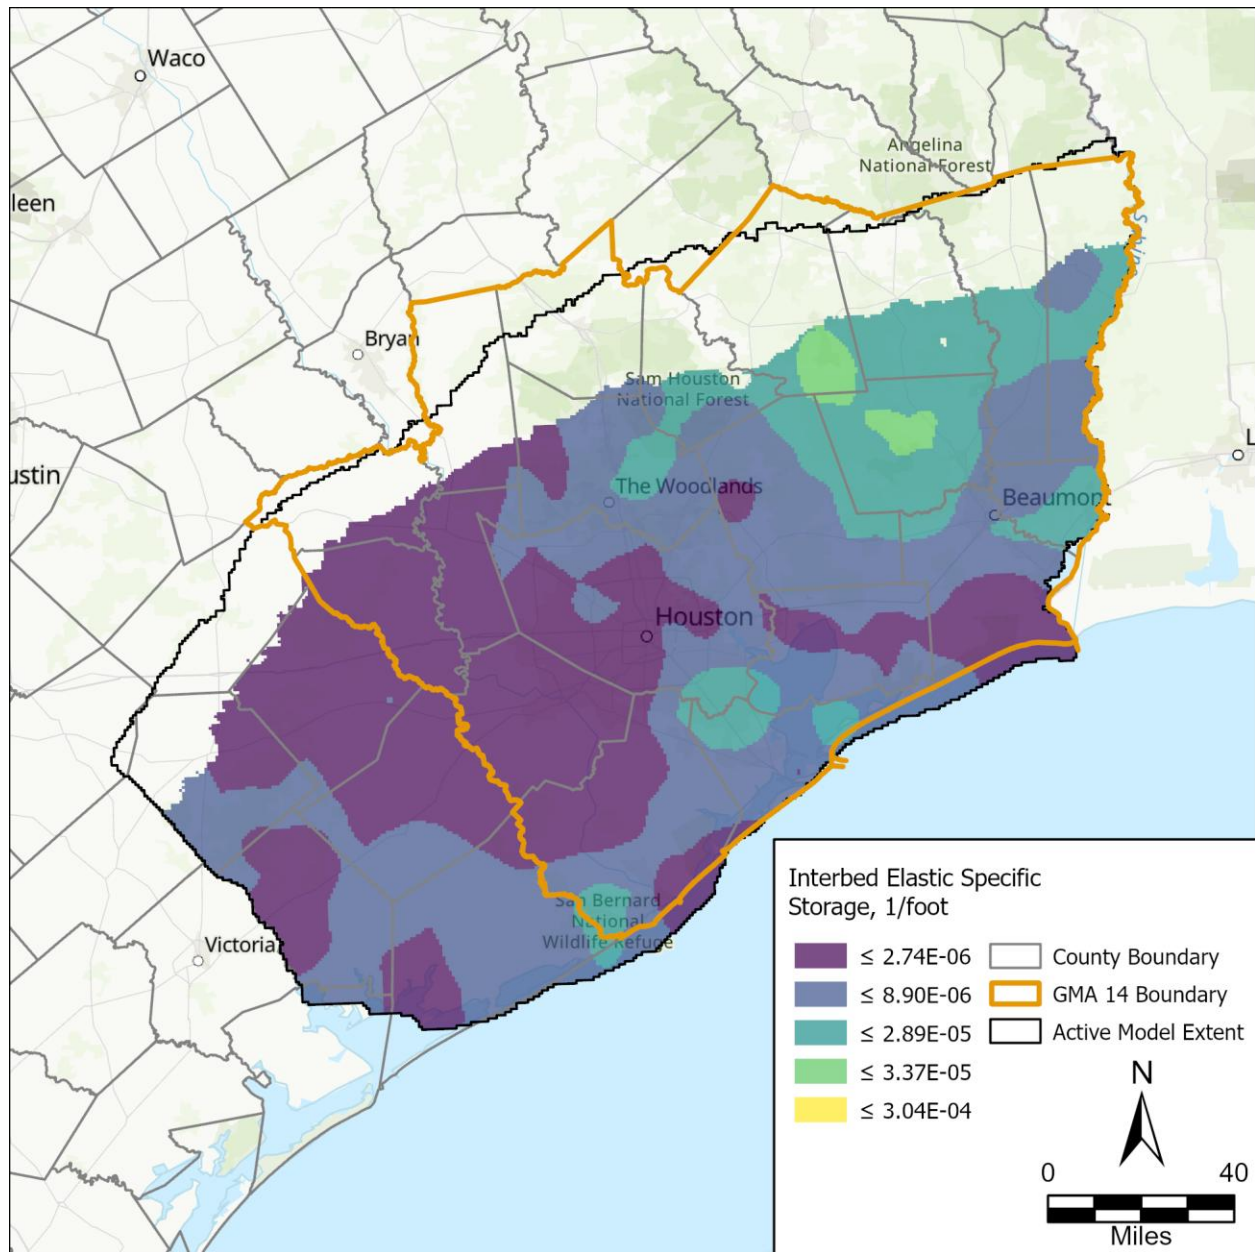 Waco
Angelina
National Forest
leen
Sabine
Bryan
Sam Houston
National Forest
ustin
L
The Woodlands
Beaumont
Houston
San Bernard
National
Wildlife Refuge
Victoria
Interbed Elastic Specific
Storage, 1/foot
≤ 2.74E-06
County Boundary
≤ 8.90E-06
GMA 14 Boundary
≤ 2.89E-05
Active Model Extent
≤ 3.37E-05
≤ 3.04E-04
N
0 40
Miles